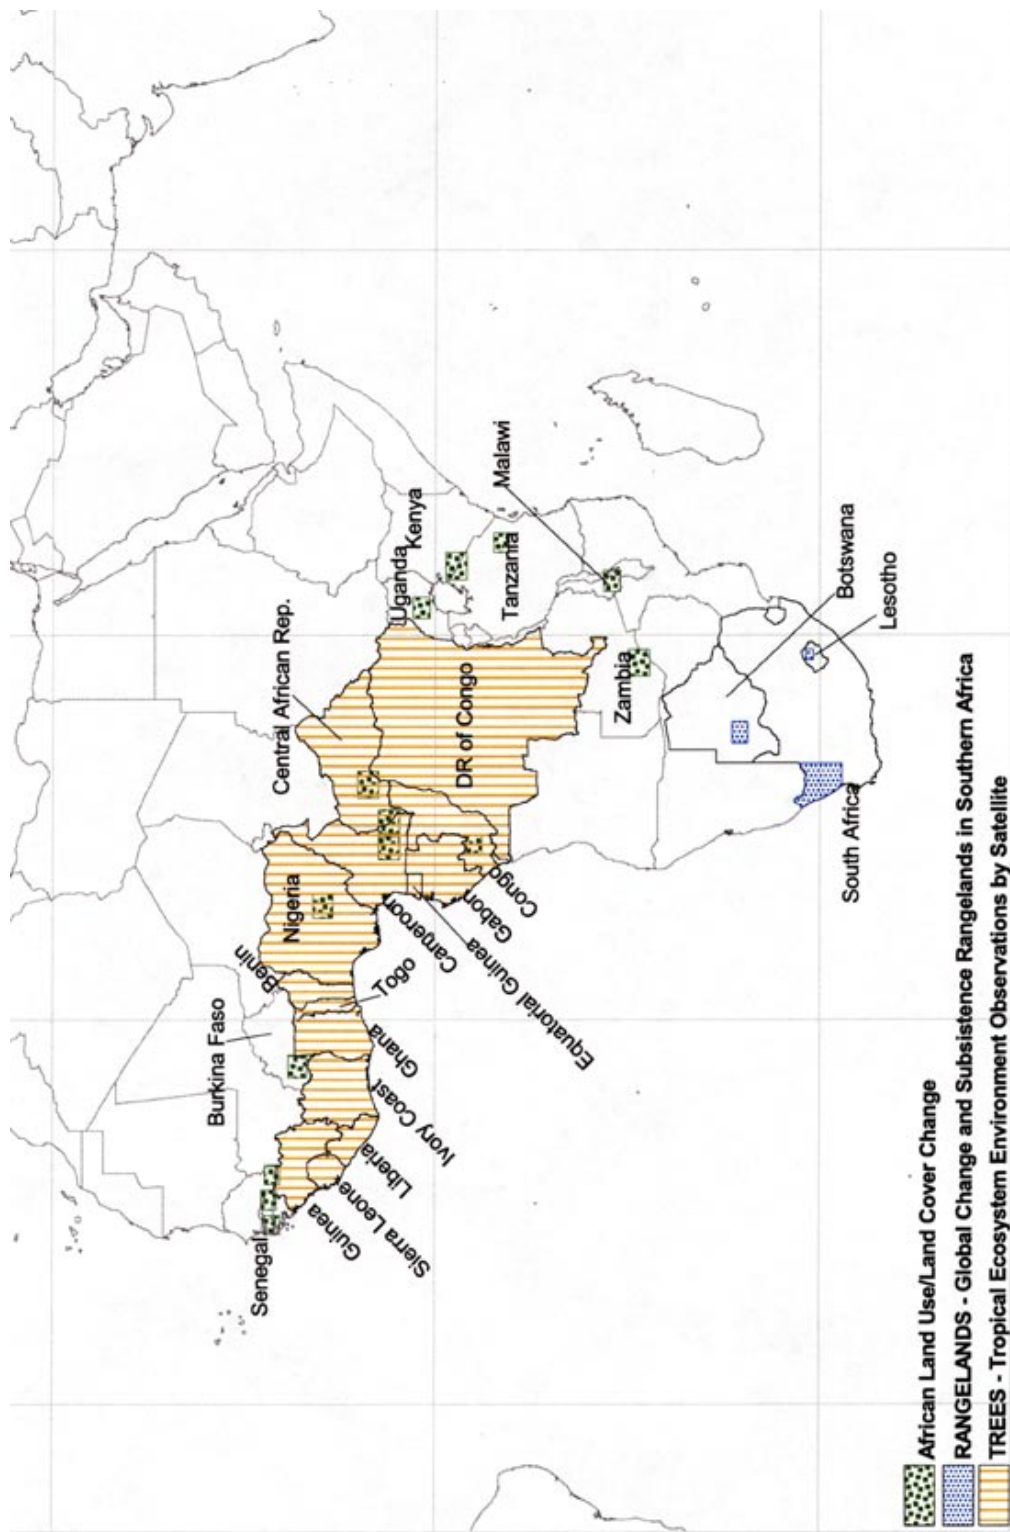 Senegal
Burkina Faso
Benin
Nigeria
Central African Rep.
Uganda
Kenya
Tanzania
Malawi
Guinea
Sierra Leone
Liberia
Ivory Coast
Ghana
Togo
Cameroon
Equatorial Guinea
Gabon
Congo
DR of Congo
Zambia
Botswana
Lesotho
South Africa
African Land Use/Land Cover Change
RANGELANDS - Global Change and Subsistence Rangelands in Southern Africa
TREES - Tropical Ecosystem Environment Observations by Satellite